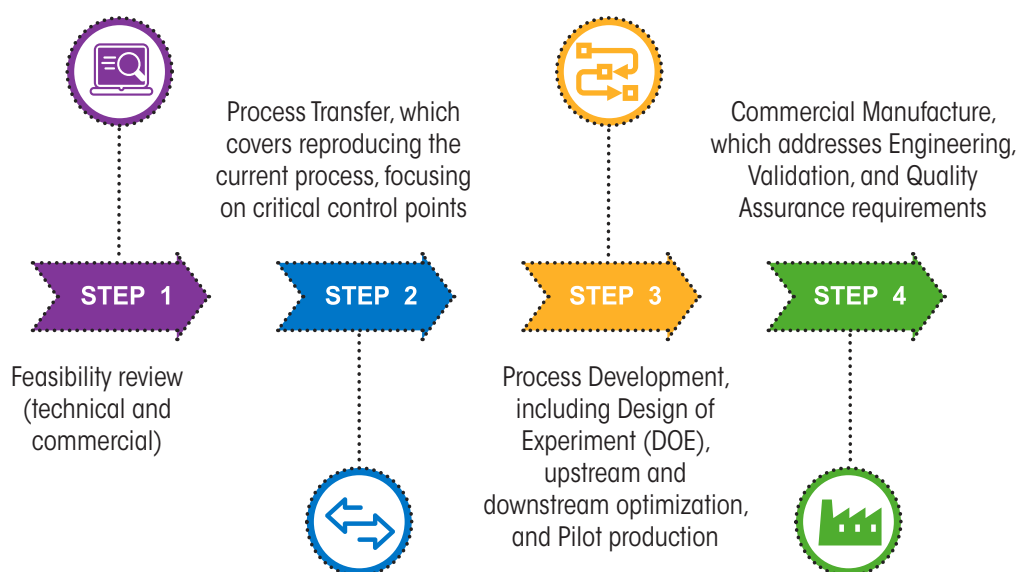 STEP 1
Feasibility review
(technical and
commercial)
Process Transfer, which
covers reproducing the
current process, focusing
on critical control points
STEP 2
STEP 3
Process Development,
including Design of
Experiment (DOE),
upstream and
downstream optimization,
and Pilot production
Commercial Manufacture,
which addresses Engineering,
Validation, and Quality
Assurance requirements
STEP 4